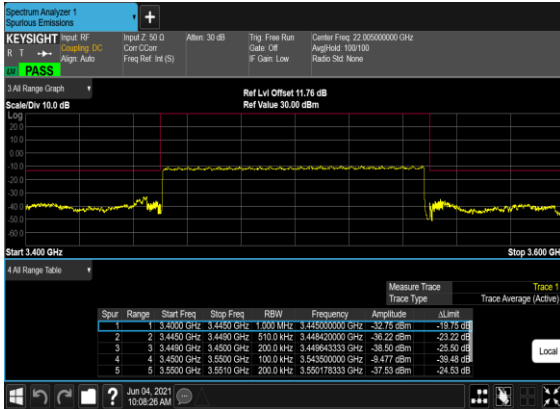 Spectrum Analyzer 1
Spurious Emissions
+
KEYSIGHT Input: RF Input Z: 50 Ω Atten: 30 dB Trig: Free Run Center Freq: 22.005000000 GHz
R T Coupling: DC Corr CCorr Gate: Off Avg|Hold: 100/100
Align: Auto Freq Ref: Int (S) IF Gain: Low Radio Std: None
PASS
3 All Range Graph
Ref Lvl Offset 11.76 dB
Scale/Div 10.0 dB Ref Value 30.00 dBm
Log
20.0
10.0
0.00
-10.0
-20.0
-30.0
-40.0
-50.0
-60.0
Start 3.400 GHz Stop 3.600 GH
4 All Range Table
Measure Trace Trace 1
Trace Type Trace Average (Active)
Spur Range Start Freq Stop Freq RBW Frequency Amplitude ΔLimit
1 1 3.4000 GHz 3.4450 GHz 1.000 MHz 3.445000000 GHz -32.75 dBm -19.75 dB
2 2 3.4450 GHz 3.4490 GHz 510.0 kHz 3.448420000 GHz -36.22 dBm -23.22 dB
3 3 3.4490 GHz 3.4500 GHz 200.0 kHz 3.449643333 GHz -38.50 dBm -25.50 dB
4 4 3.4500 GHz 3.5500 GHz 100.0 kHz 3.543500000 GHz -9.477 dBm -39.48 dB
5 5 3.5500 GHz 3.5510 GHz 200.0 kHz 3.550178333 GHz -37.53 dBm -24.53 dB
Local
? Jun 04, 2021
10:08:26 AM